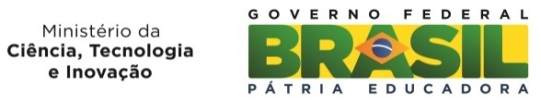 Ministério da
Ciência, Tecnologia
e Inovação
GOVERNO FEDERAL
BRASIL
PÁTRIA EDUCADORA